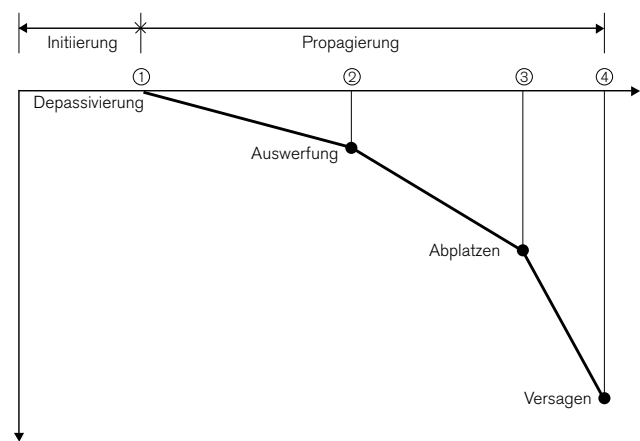 Initiierung
Propagierung
① ② ③ ④
Depassivierung
Auswerfung
Abplatzen
Versagen